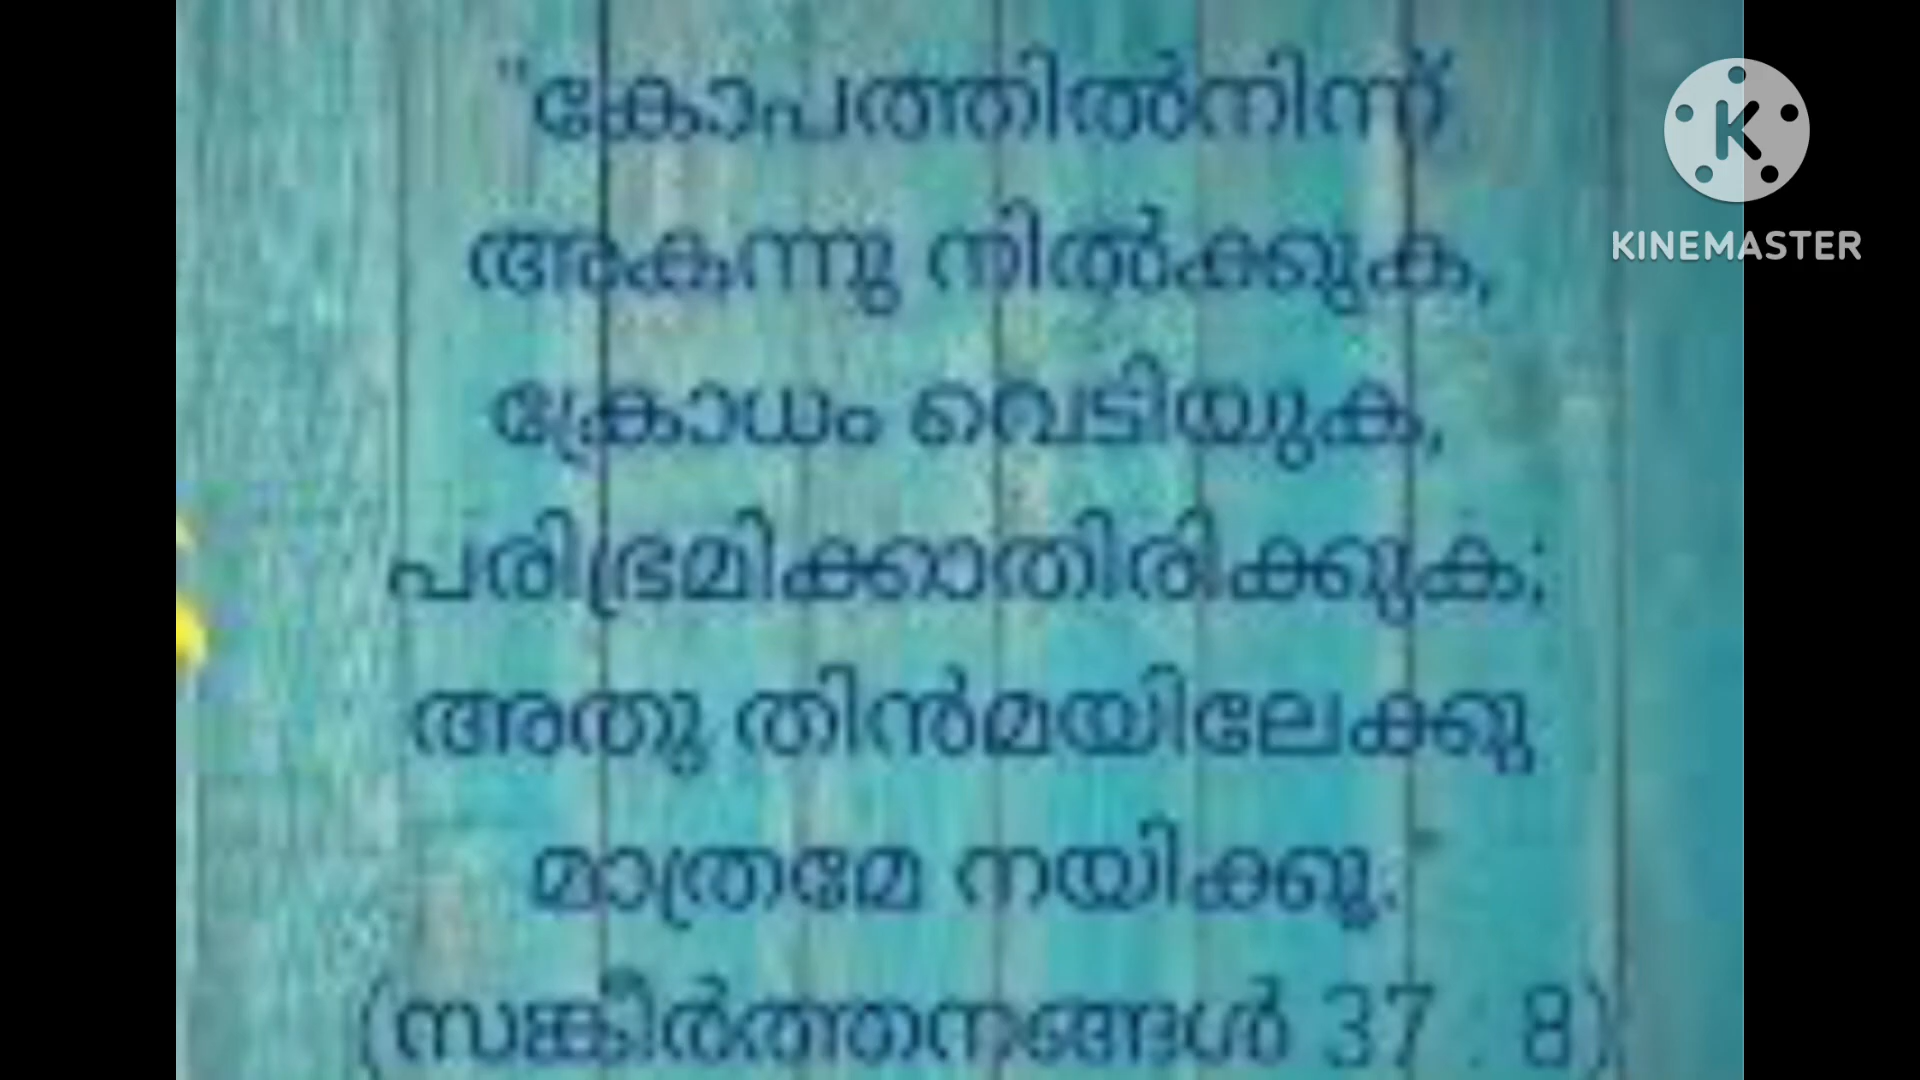 "കോപത്തിൽനിന്ന്
അകന്നു നിൽക്കുക,
ക്രോധം വെടിയുക,
പരിഭ്രമിക്കാതിരിക്കുക;
അതു തിൻമയിലേക്കു
മാത്രമേ നയിക്കൂ.
(സങ്കീർത്തനങ്ങൾ 37 : 8)
KINEMASTER